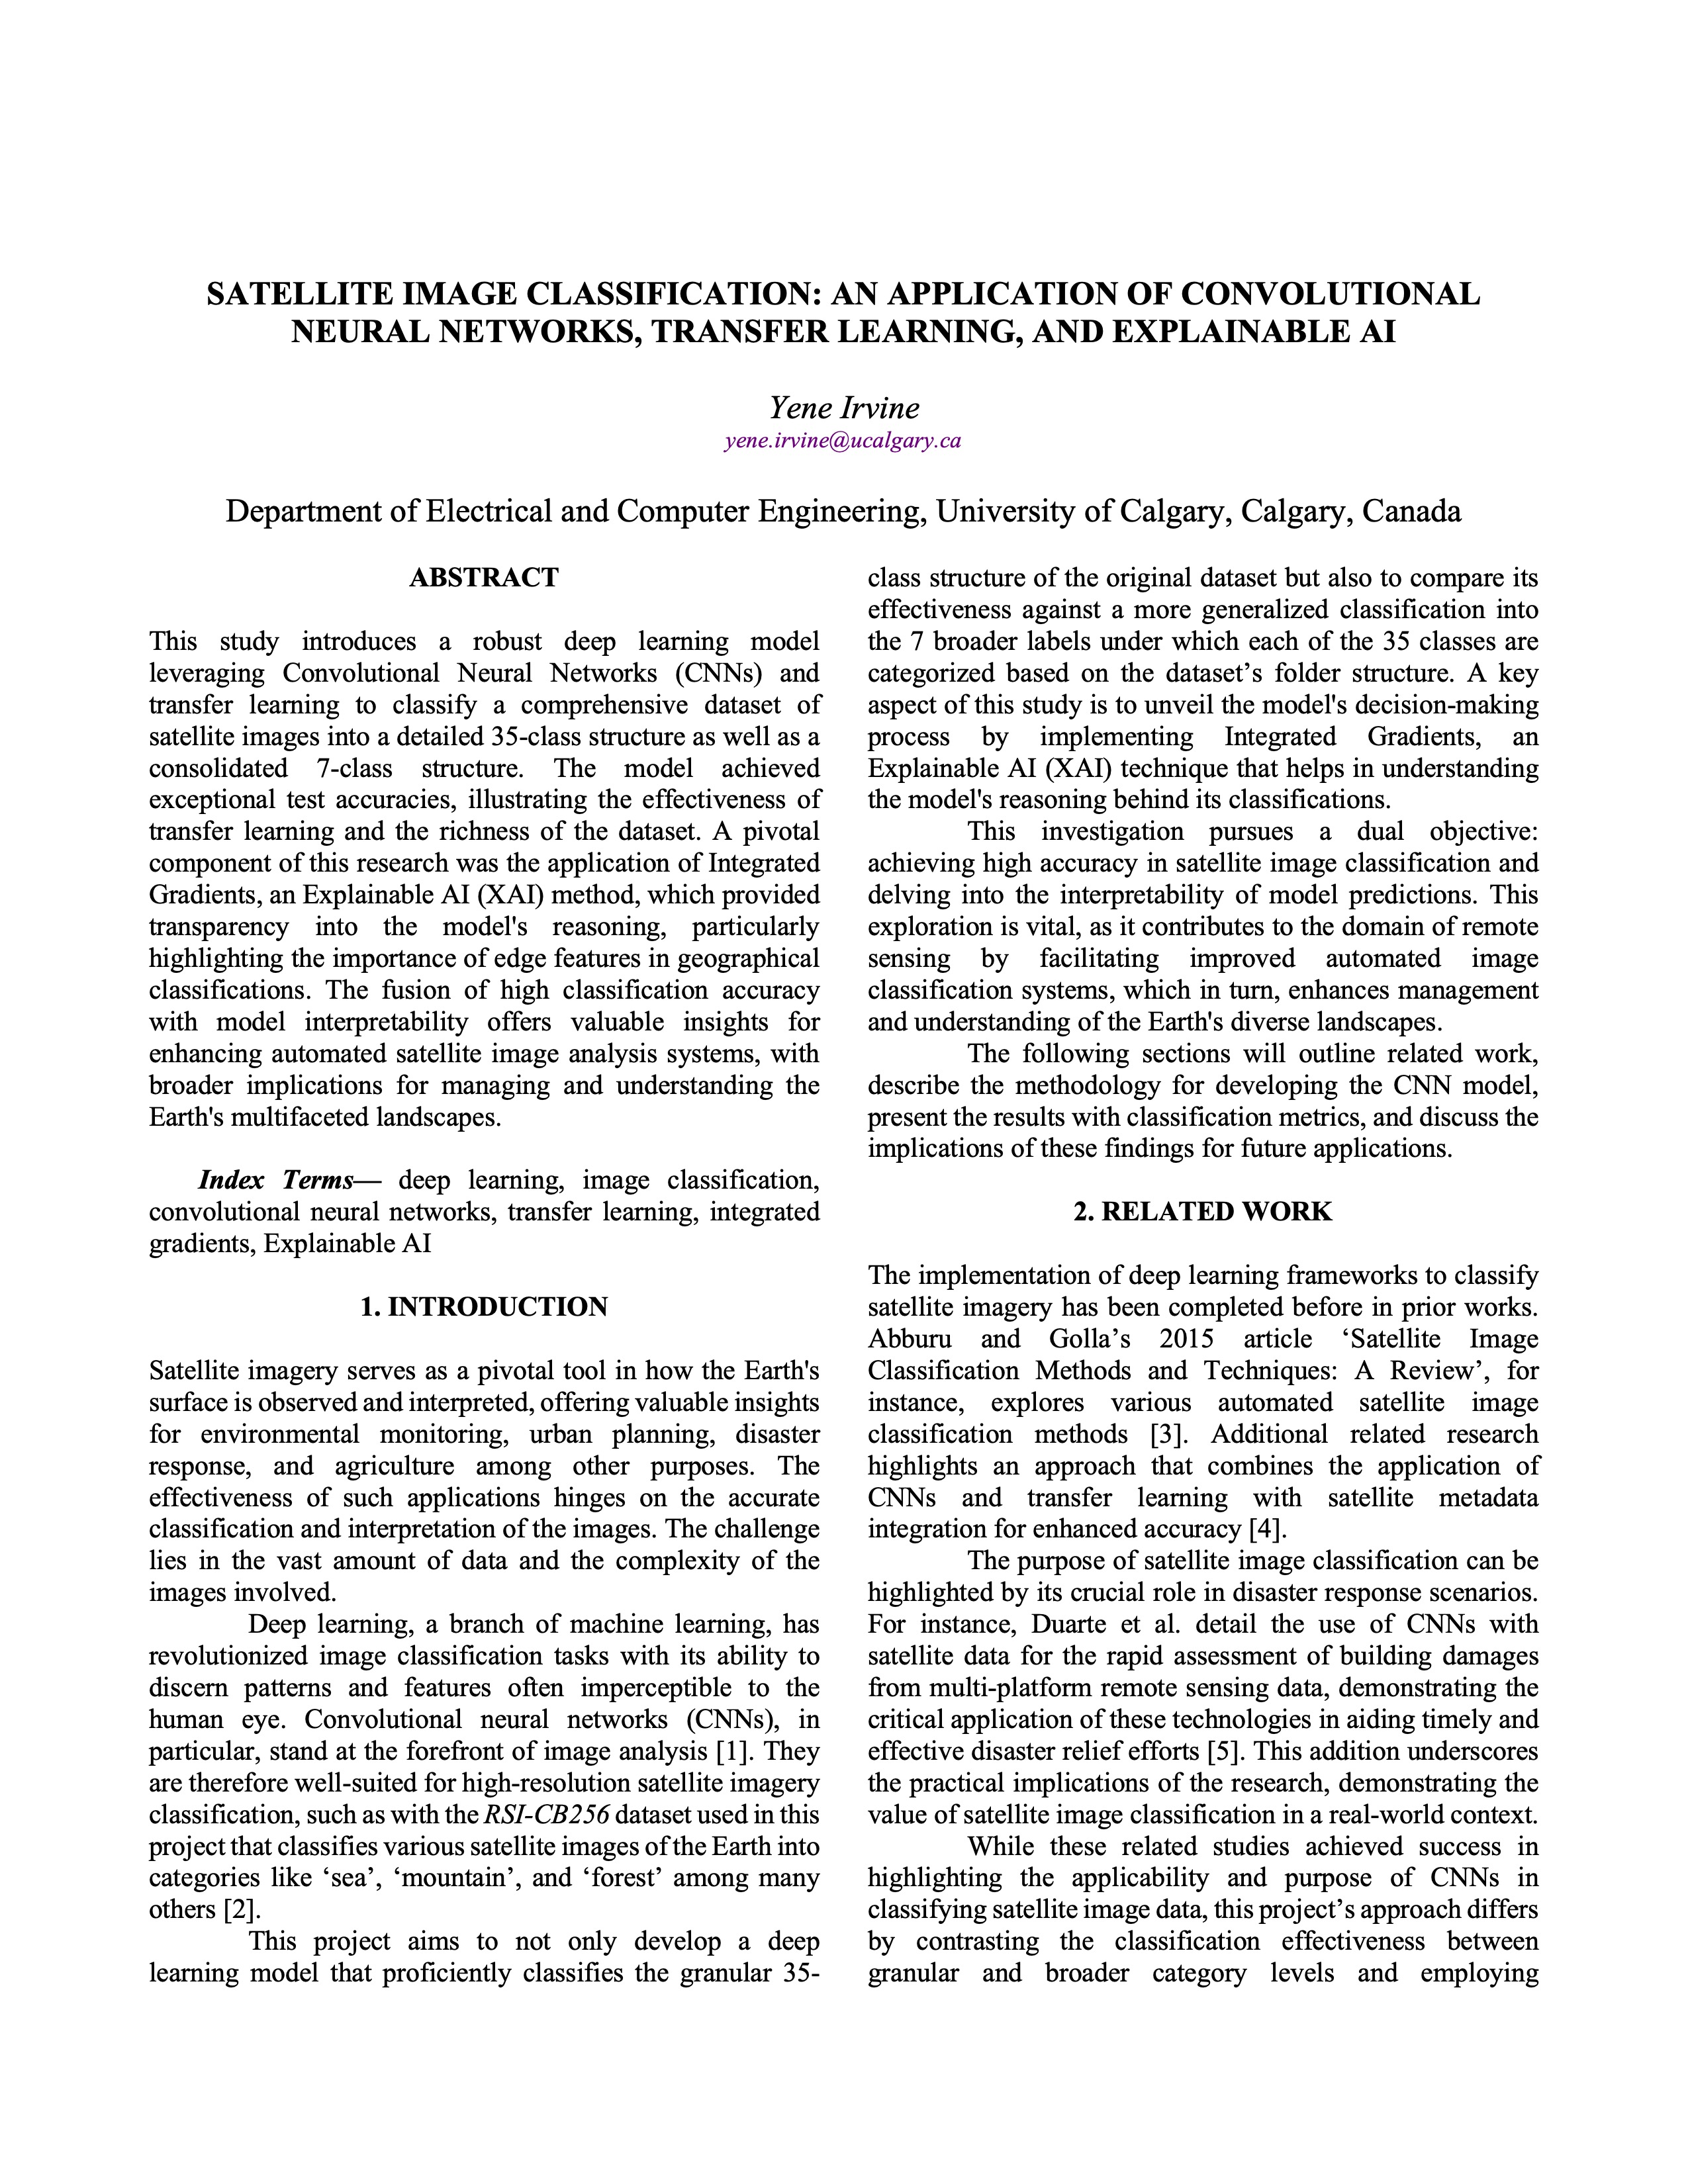 SATELLITE IMAGE CLASSIFICATION: AN APPLICATION OF CONVOLUTIONAL
NEURAL NETWORKS, TRANSFER LEARNING, AND EXPLAINABLE AI
Yene Irvine
yene.irvine@ucalgary.ca
Department of Electrical and Computer Engineering, University of Calgary, Calgary, Canada
ABSTRACT
This study introduces a robust deep learning model
leveraging Convolutional Neural Networks (CNNs) and
transfer learning to classify a comprehensive dataset of
satellite images into a detailed 35-class structure as well as a
consolidated 7-class structure. The model achieved
exceptional test accuracies, illustrating the effectiveness of
transfer learning and the richness of the dataset. A pivotal
component of this research was the application of Integrated
Gradients, an Explainable AI (XAI) method, which provided
transparency into the model's reasoning, particularly
highlighting the importance of edge features in geographical
classifications. The fusion of high classification accuracy
with model interpretability offers valuable insights for
enhancing automated satellite image analysis systems, with
broader implications for managing and understanding the
Earth's multifaceted landscapes.
Index Terms— deep learning, image classification,
convolutional neural networks, transfer learning, integrated
gradients, Explainable AI
1. INTRODUCTION
Satellite imagery serves as a pivotal tool in how the Earth's
surface is observed and interpreted, offering valuable insights
for environmental monitoring, urban planning, disaster
response, and agriculture among other purposes. The
effectiveness of such applications hinges on the accurate
classification and interpretation of the images. The challenge
lies in the vast amount of data and the complexity of the
images involved.
Deep learning, a branch of machine learning, has
revolutionized image classification tasks with its ability to
discern patterns and features often imperceptible to the
human eye. Convolutional neural networks (CNNs), in
particular, stand at the forefront of image analysis [1]. They
are therefore well-suited for high-resolution satellite imagery
classification, such as with the RSI-CB256 dataset used in this
project that classifies various satellite images of the Earth into
categories like ‘sea’, ‘mountain’, and ‘forest’ among many
others [2].
This project aims to not only develop a deep
learning model that proficiently classifies the granular 35-
class structure of the original dataset but also to compare its
effectiveness against a more generalized classification into
the 7 broader labels under which each of the 35 classes are
categorized based on the dataset’s folder structure. A key
aspect of this study is to unveil the model's decision-making
process by implementing Integrated Gradients, an
Explainable AI (XAI) technique that helps in understanding
the model's reasoning behind its classifications.
This investigation pursues a dual objective:
achieving high accuracy in satellite image classification and
delving into the interpretability of model predictions. This
exploration is vital, as it contributes to the domain of remote
sensing by facilitating improved automated image
classification systems, which in turn, enhances management
and understanding of the Earth's diverse landscapes.
The following sections will outline related work,
describe the methodology for developing the CNN model,
present the results with classification metrics, and discuss the
implications of these findings for future applications.
2. RELATED WORK
The implementation of deep learning frameworks to classify
satellite imagery has been completed before in prior works.
Abburu and Golla’s 2015 article ‘Satellite Image
Classification Methods and Techniques: A Review’, for
instance, explores various automated satellite image
classification methods [3]. Additional related research
highlights an approach that combines the application of
CNNs and transfer learning with satellite metadata
integration for enhanced accuracy [4].
The purpose of satellite image classification can be
highlighted by its crucial role in disaster response scenarios.
For instance, Duarte et al. detail the use of CNNs with
satellite data for the rapid assessment of building damages
from multi-platform remote sensing data, demonstrating the
critical application of these technologies in aiding timely and
effective disaster relief efforts [5]. This addition underscores
the practical implications of the research, demonstrating the
value of satellite image classification in a real-world context.
While these related studies achieved success in
highlighting the applicability and purpose of CNNs in
classifying satellite image data, this project’s approach differs
by contrasting the classification effectiveness between
granular and broader category levels and employing